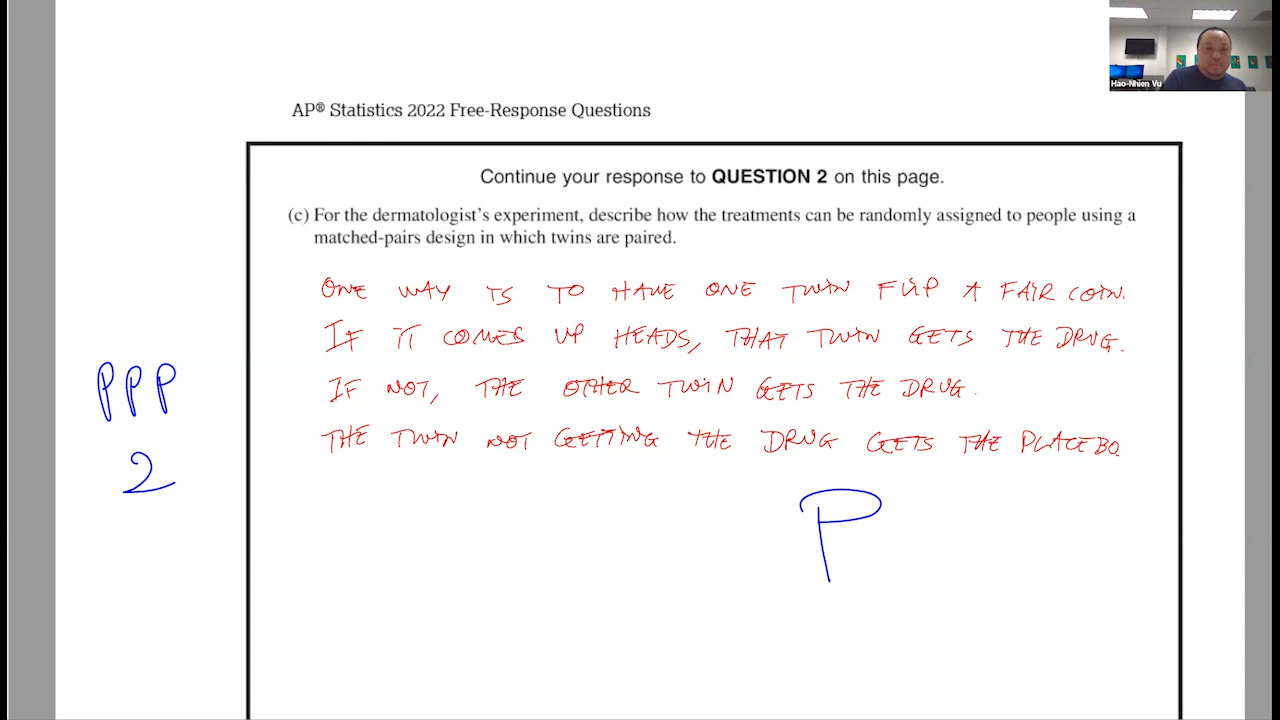 Hao-Nhien Vu
AP® Statistics 2022 Free-Response Questions
Continue your response to QUESTION 2 on this page.
(c) For the dermatologist's experiment, describe how the treatments can be randomly assigned to people using a
matched-pairs design in which twins are paired.
ONE WAY IS TO HAVE ONE TWIN FLIP A FAIR COIN.
IF IT COMES UP HEADS, THAT TWIN GETS THE DRUG.
IF NOT, THE OTHER TWIN GETS THE DRUG.
THE TWIN NOT GETTING THE DRUG GETS THE PLACEBO.
PPP
2
P